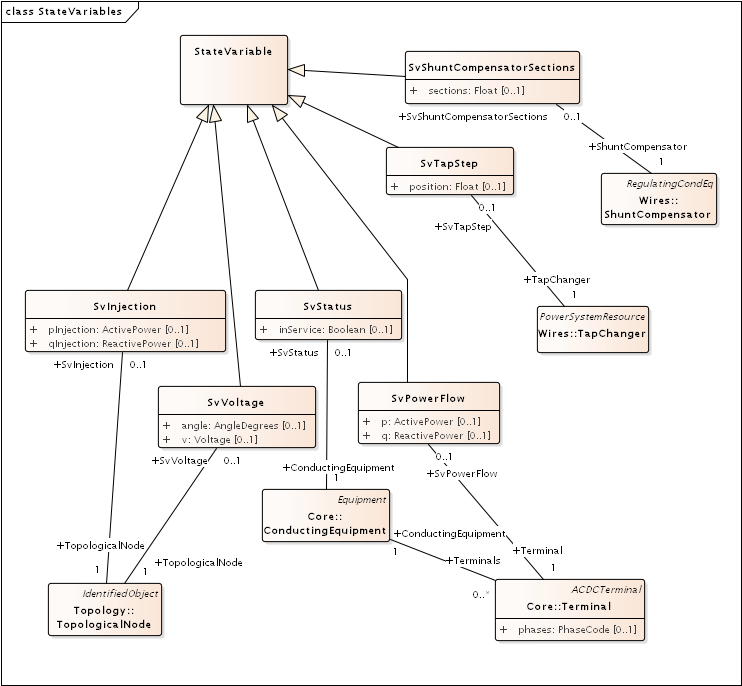 class StateVariables
StateVariable
SvShuntCompensatorSections
+ sections: Float [0..1]
+SvShuntCompensatorSections 0..1
+ShuntCompensator
1
SvTapStep
+ position: Float [0..1]
RegulatingCondEq
Wires::
ShuntCompensator
0..1
+SvTapStep
+TapChanger
1
PowerSystemResource
Wires::TapChanger
SvInjection
+ pInjection: ActivePower [0..1]
+ qInjection: ReactivePower [0..1]
+SvInjection 0..1
SvStatus
+ inService: Boolean [0..1]
+SvStatus 0..1
SvVoltage
+ angle: AngleDegrees [0..1]
+ v: Voltage [0..1]
+SvVoltage 0..1
SvPowerFlow
+ p: ActivePower [0..1]
+ q: ReactivePower [0..1]
0..1
+SvPowerFlow
+ConductingEquipment
1
Equipment
Core::
ConductingEquipment
+ConductingEquipment
1
+Terminals
0..*
+Terminal
1
+TopologicalNode
1
+TopologicalNode
1
IdentifiedObject
Topology::
TopologicalNode
ACDCTerminal
Core::Terminal
+ phases: PhaseCode [0..1]